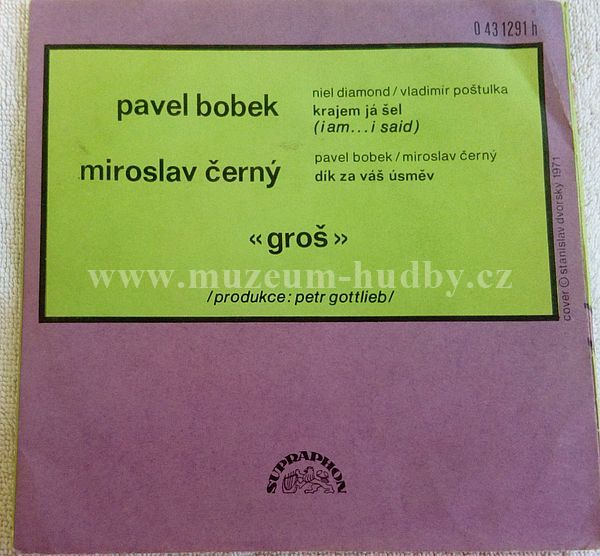 0 43 1291 h
pavel bobek
niel diamond / vladimír poštulka
krajem já šel
(i am...i said)
miroslav černý
pavel bobek / miroslav černý
dík za váš úsměv
« groš »
www.muzeum-hudby.cz
/produkce: petr gottlieb/
cover © stanislav dvorský 1971
SUPRAPHON